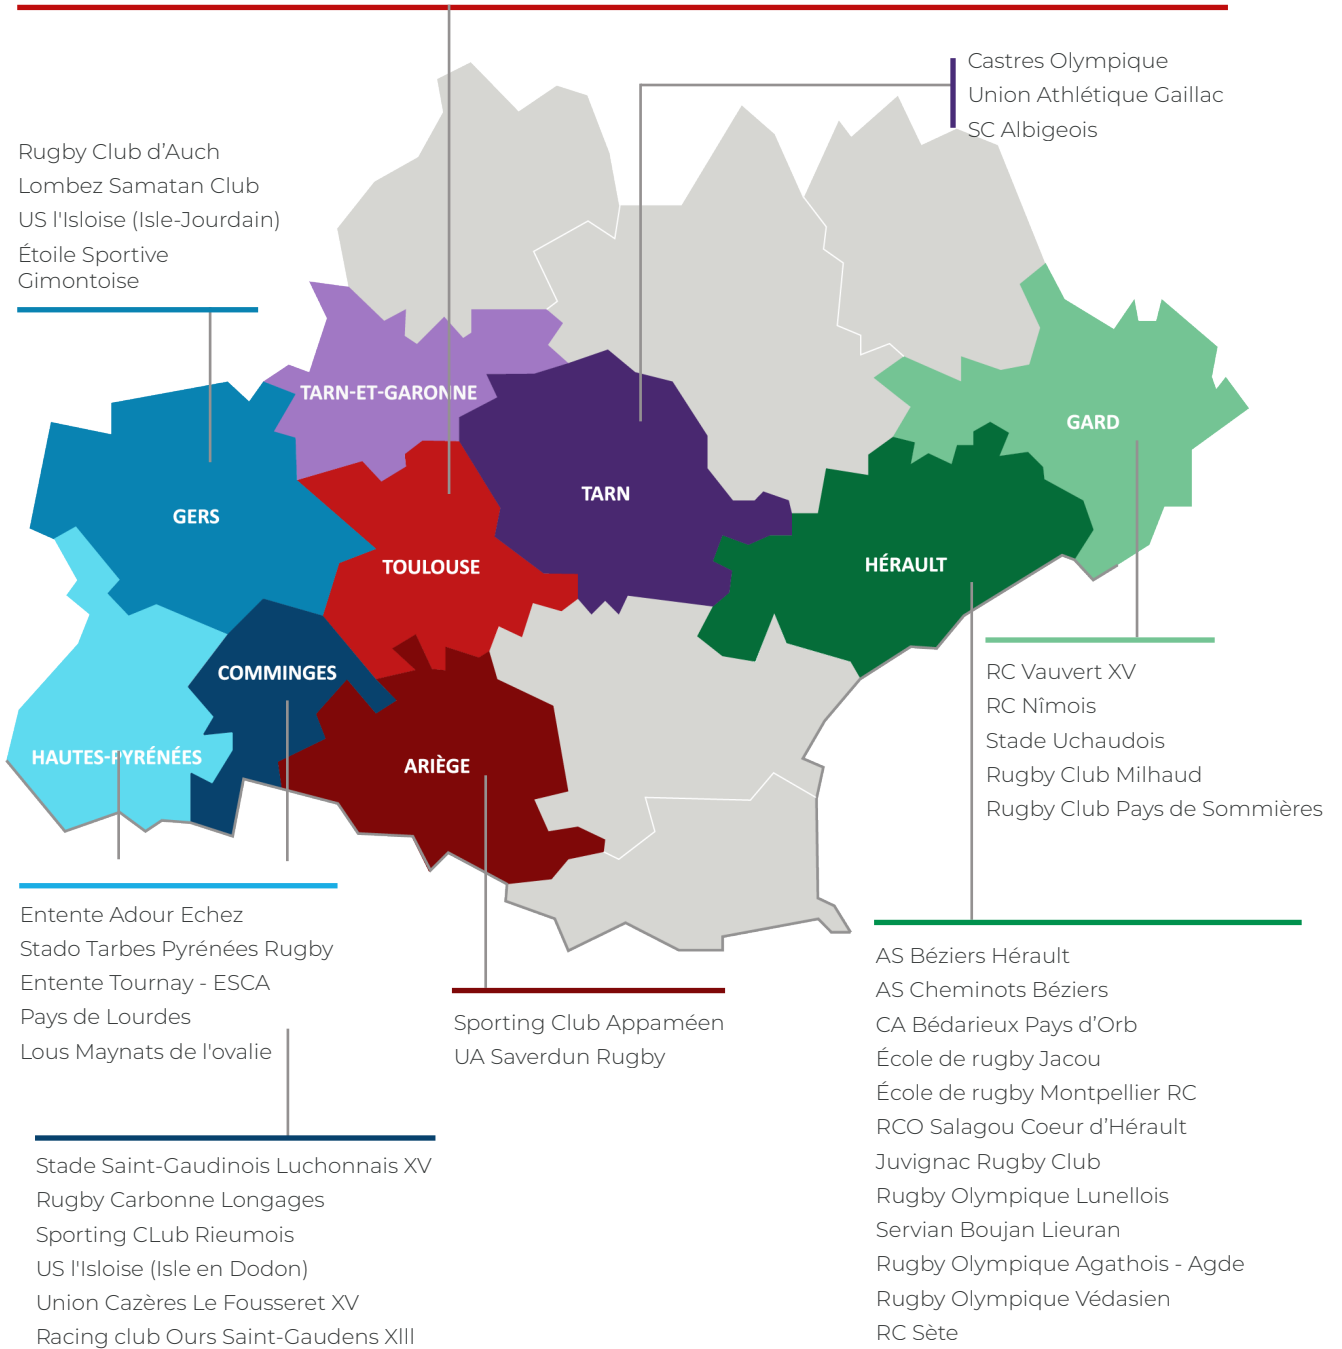 Castres Olympique
Union Athlétique Gaillac
SC Albigeois
Rugby Club d’Auch
Lombez Samatan Club
US l'Isloise (Isle-Jourdain)
Étoile Sportive
Gimontoise
TARN-ET-GARONNE
GARD
TARN
GERS
HÉRAULT
TOULOUSE
COMMINGES
HAUTES-PYRÉNÉES
ARIÈGE
RC Vauvert XV
RC Nîmois
Stade Uchaudois
Rugby Club Milhaud
Rugby Club Pays de Sommières
Entente Adour Echez
Stado Tarbes Pyrénées Rugby
Entente Tournay - ESCA
Pays de Lourdes
Lous Maynats de l'ovalie
Sporting Club Appaméen
UA Saverdun Rugby
AS Béziers Hérault
AS Cheminots Béziers
CA Bédarieux Pays d’Orb
École de rugby Jacou
École de rugby Montpellier RC
RCO Salagou Coeur d’Hérault
Juvignac Rugby Club
Rugby Olympique Lunellois
Servian Boujan Lieuran
Rugby Olympique Agathois - Agde
Rugby Olympique Védasien
RC Sète
Stade Saint-Gaudinois Luchonnais XV
Rugby Carbonne Longages
Sporting CLub Rieumois
US l'Isloise (Isle en Dodon)
Union Cazères Le Fousseret XV
Racing club Ours Saint-Gaudens Xlll